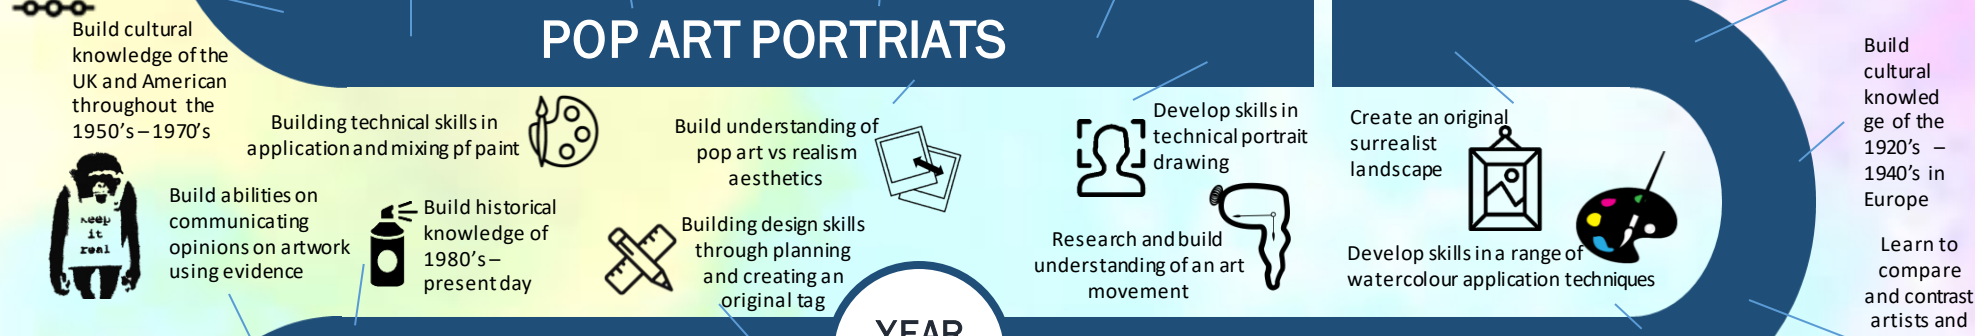 POP ART PORTRIATS
Build cultural
knowledge of the
UK and American
throughout the
1950's – 1970's
Building technical skills in
application and mixing pf paint
Build understanding of
pop art vs realism
aesthetics
Develop skills in
technical portrait
drawing
Create an original
surrealist
landscape
Build
cultural
knowled
ge of the
1920's –
1940's in
Europe
keep
it
real
Build abilities on
communicating
opinions on artwork
using evidence
Build historical
knowledge of
1980's –
present day
Building design skills
through planning
and creating an
original tag
Research and build
understanding of an art
movement
Develop skills in a range of
watercolour application techniques
Learn to
compare
and contrast
artists and
YEAR